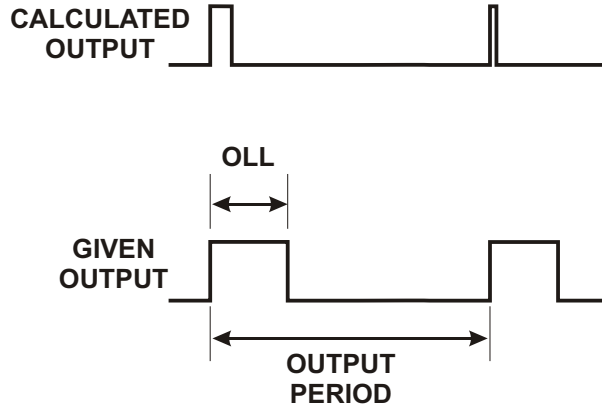 CALCULATED
OUTPUT
OLL
GIVEN
OUTPUT
OUTPUT
PERIOD